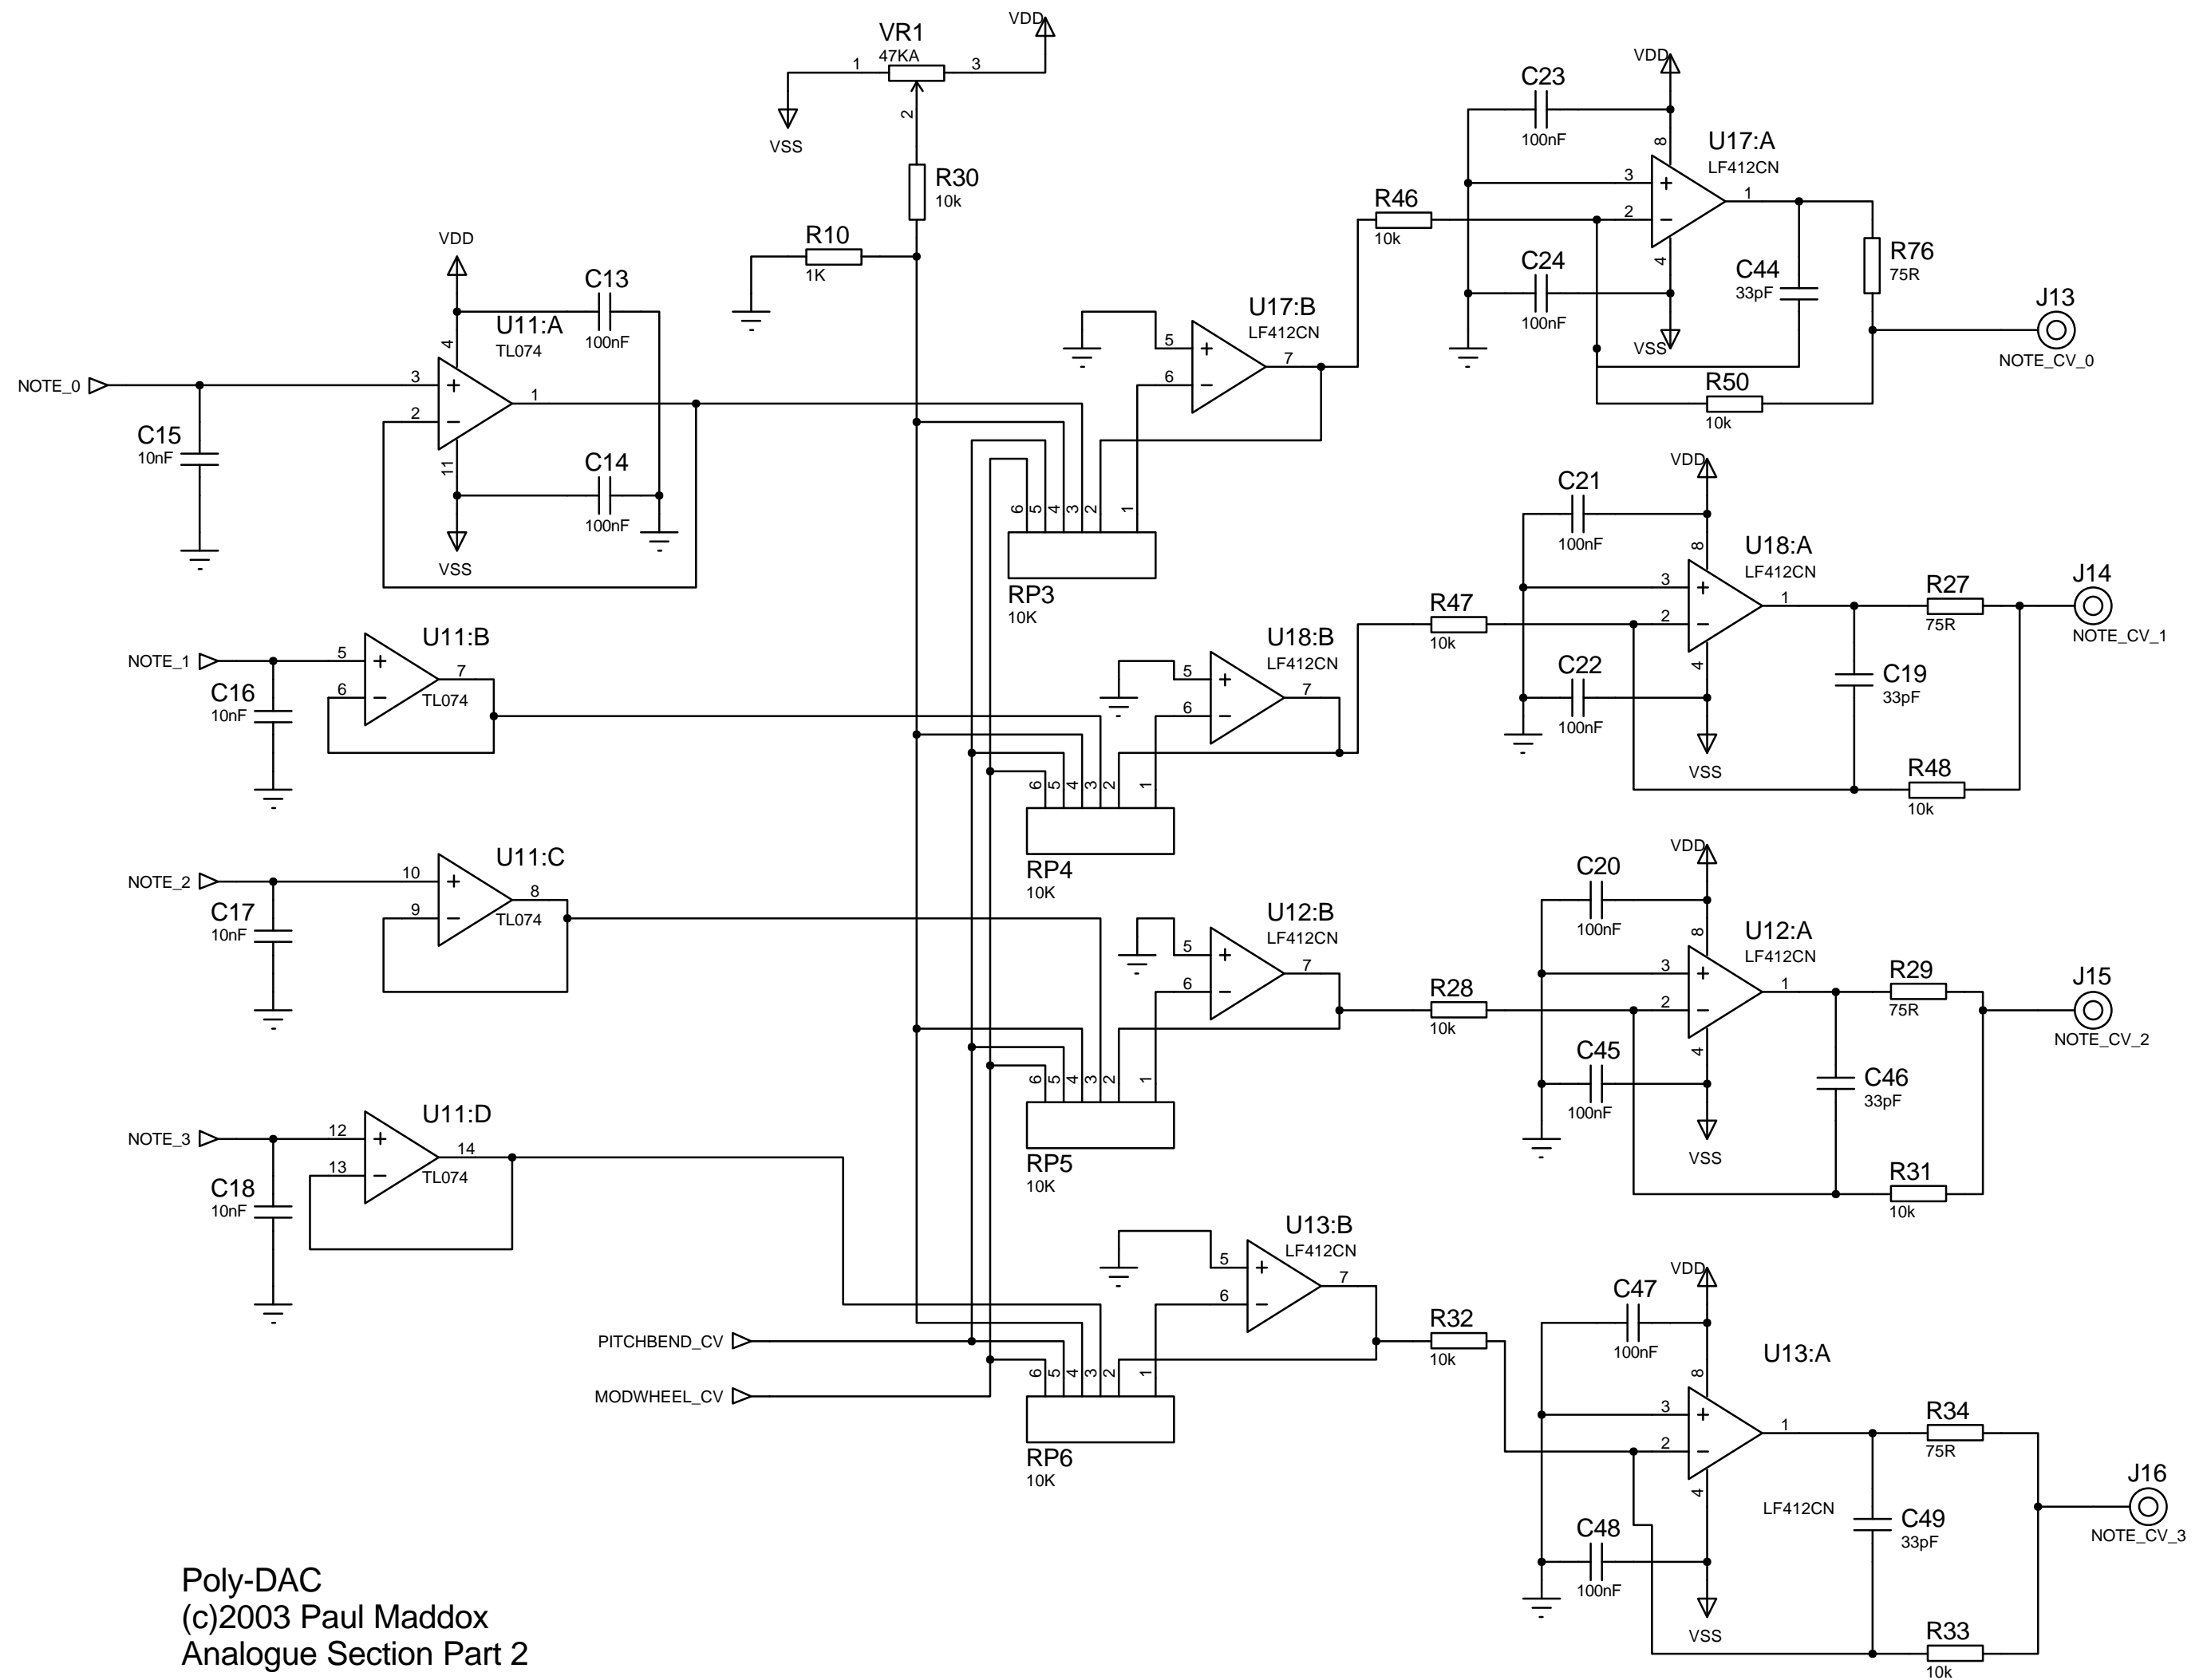 VDD
VR1
47KA
1
3
2
VSS
R30
10k
R10
1K
VDD
C13
100nF
U11:A
TL074
4
NOTE_0
3
2
1
11
C15
10nF
C14
100nF
VSS
U17:B
LF412CN
5
6
7
6
5
4
3
2
1
RP3
10K
VDD
C23
100nF
8
U17:A
LF412CN
3
2
1
4
R46
10k
C24
100nF
VSS
C44
33pF
R76
75R
R50
10k
J13
NOTE_CV_0
NOTE_1
5
6
7
U11:B
TL074
C16
10nF
U18:B
LF412CN
5
6
7
6
5
4
3
2
1
RP4
10K
VDD
C21
100nF
8
U18:A
LF412CN
3
2
1
4
R47
10k
C22
100nF
VSS
R27
75R
C19
33pF
R48
10k
J14
NOTE_CV_1
NOTE_2
10
9
8
U11:C
TL074
C17
10nF
U12:B
LF412CN
5
6
7
6
5
4
3
2
1
RP5
10K
VDD
C20
100nF
8
U12:A
LF412CN
3
2
1
4
R28
10k
C45
100nF
VSS
R29
75R
C46
33pF
R31
10k
J15
NOTE_CV_2
NOTE_3
12
13
14
U11:D
TL074
C18
10nF
PITCHBEND_CV
MODWHEEL_CV
U13:B
LF412CN
5
6
7
6
5
4
3
2
1
RP6
10K
VDD
C47
100nF
8
U13:A
LF412CN
3
2
1
4
R32
10k
C48
100nF
VSS
R34
75R
C49
33pF
R33
10k
J16
NOTE_CV_3
Poly-DAC
(c)2003 Paul Maddox
Analogue Section Part 2